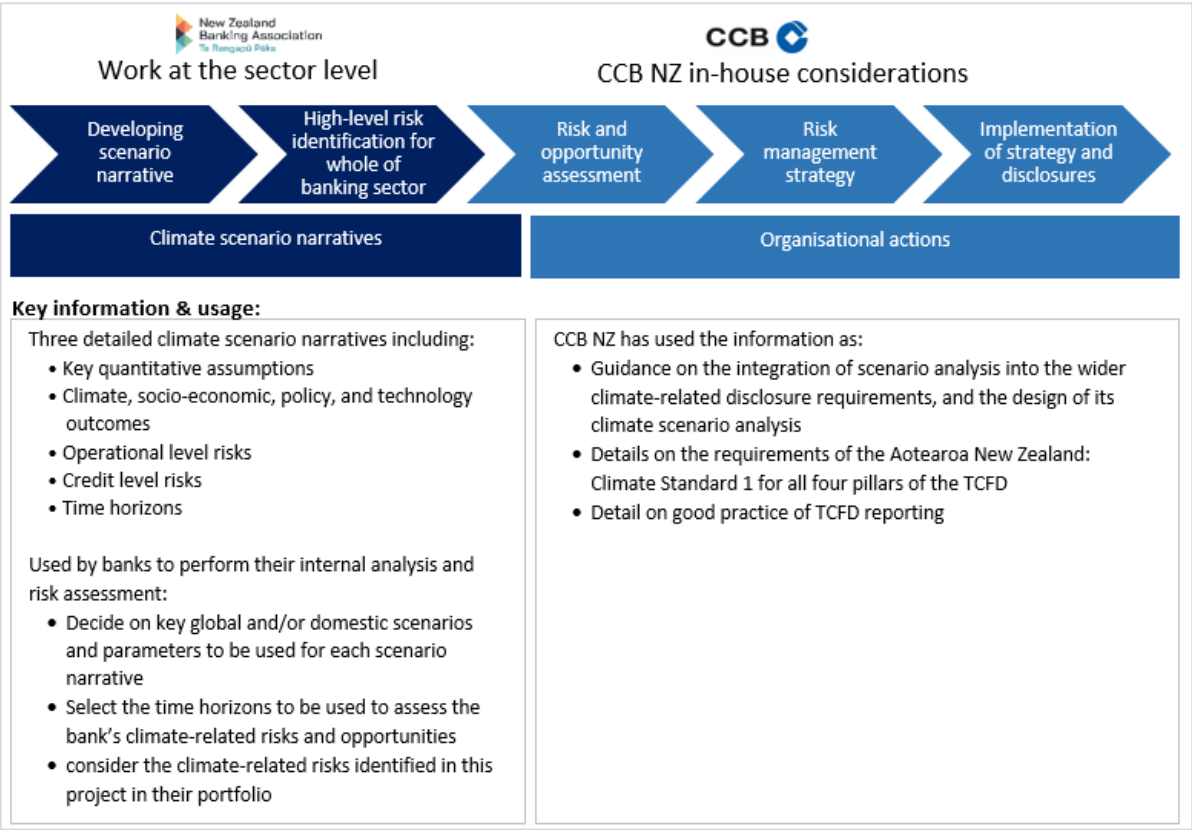 New Zealand
Banking Association
Te Rangapū Pēke
Work at the sector level
CCB
CCB NZ in-house considerations
Developing
scenario
narrative
High-level risk
identification for
whole of
banking sector
Risk and
opportunity
assessment
Risk
management
strategy
Implementation
of strategy and
disclosures
Climate scenario narratives
Organisational actions
Key information & usage:
Three detailed climate scenario narratives including:
• Key quantitative assumptions
• Climate, socio-economic, policy, and technology
outcomes
• Operational level risks
• Credit level risks
• Time horizons
Used by banks to perform their internal analysis and
risk assessment:
• Decide on key global and/or domestic scenarios
and parameters to be used for each scenario
narrative
• Select the time horizons to be used to assess the
bank's climate-related risks and opportunities
• consider the climate-related risks identified in this
project in their portfolio
CCB NZ has used the information as:
• Guidance on the integration of scenario analysis into the wider
climate-related disclosure requirements, and the design of its
climate scenario analysis
• Details on the requirements of the Aotearoa New Zealand:
Climate Standard 1 for all four pillars of the TCFD
• Detail on good practice of TCFD reporting